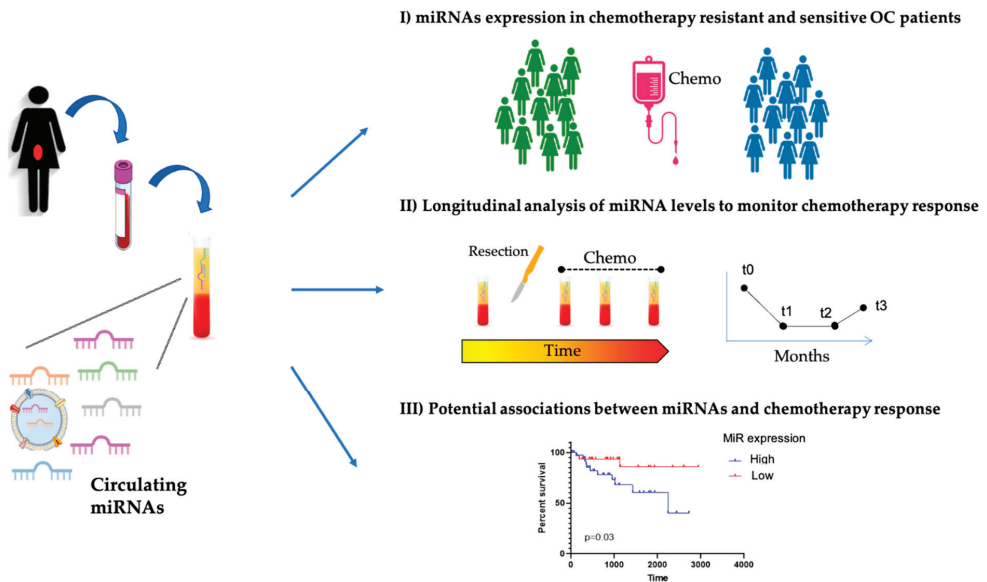 I) miRNAs expression in chemotherapy resistant and sensitive OC patients
Chemo
II) Longitudinal analysis of miRNA levels to monitor chemotherapy response
Resection
Chemo
Time
t0
t1
t2
t3
Months
III) Potential associations between miRNAs and chemotherapy response
MiR expression
High
Low
Percent survival
100
50
0
p=0.03
0
1000
2000
3000
4000
Time
Circulating
miRNAs